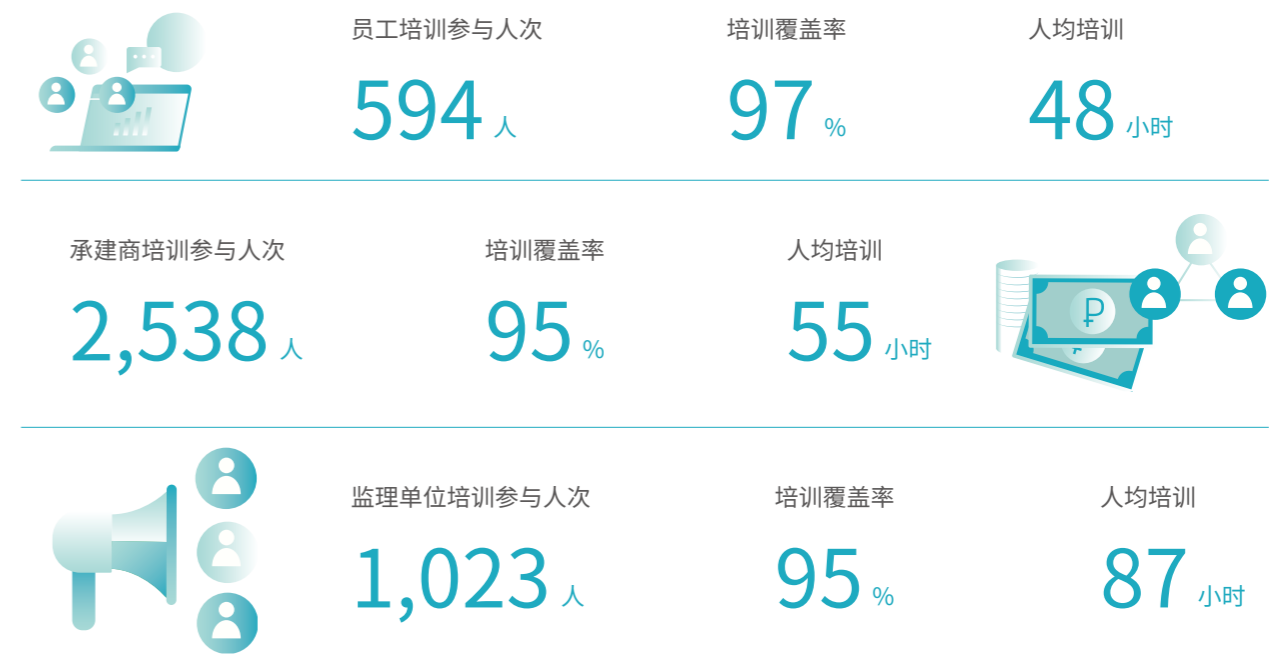 员工培训参与人次 培训覆盖率 人均培训
594 人 97 % 48 小时
承建商培训参与人次 培训覆盖率 人均培训
2,538 人 95 % 55 小时
₽
₽
监理单位培训参与人次 培训覆盖率 人均培训
1,023 人 95 % 87 小时